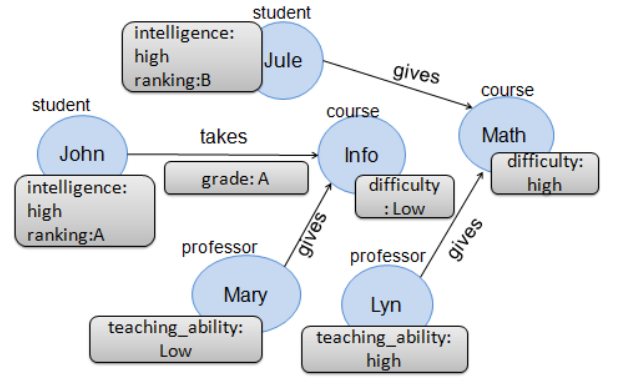 student
intelligence:
high
ranking:B
Jule
gives
course
Math
difficulty:
high
student
John
intelligence:
high
ranking:A
takes
grade: A
course
Info
difficulty
: Low
professor
Mary
teaching_ability:
Low
gives
professor
Lyn
teaching_ability:
high
gives